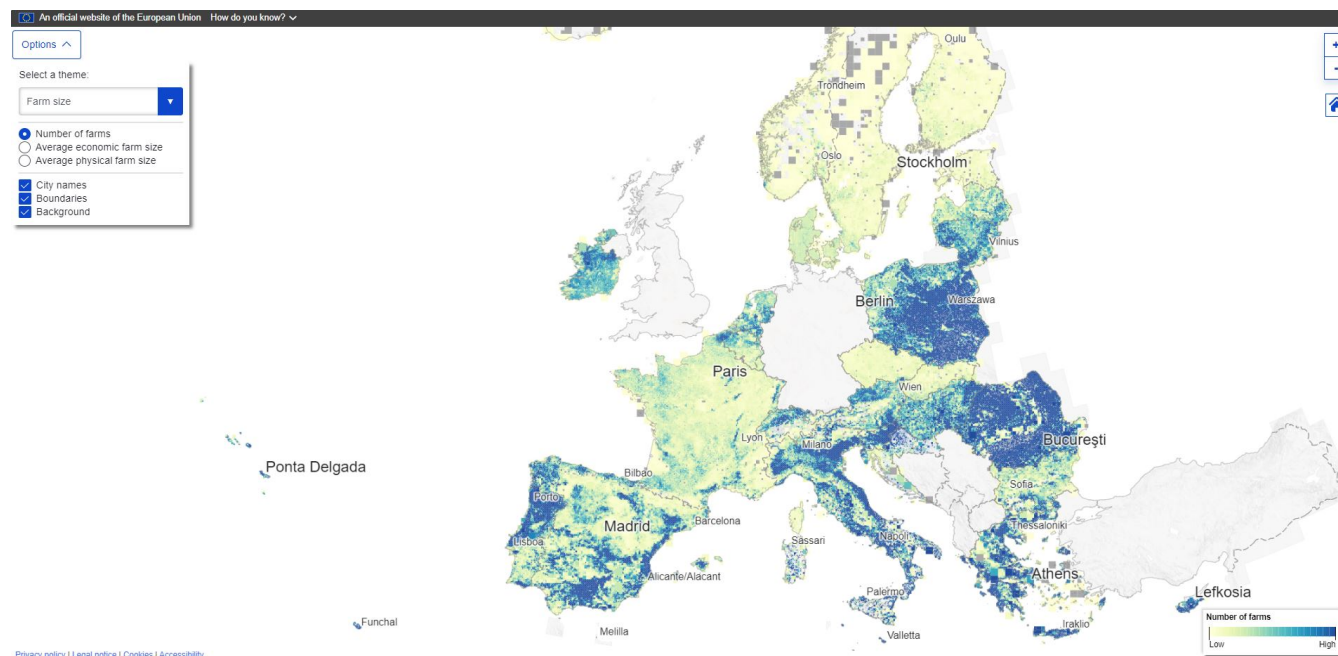 An official website of the European Union How do you know?
Options
Select a theme:
Farm size
Number of farms
Average economic farm size
Average physical farm size
City names
Boundaries
Background
Oulu
Trondheim
Oslo
Stockholm
Vilnius
Berlin
Warszawa
Paris
Wien
Lyon
Milano
București
Ponta Delgada
Bilbao
Porto
Sofia
Madrid
Barcelona
Thessaloniki
Lisboa
Sassari
Napoli
Alicante/Alacant
Athens
Palermo
Lefkosia
Funchal
Melilla
Valletta
Iraklio
Number of farms
Low High
Privacy policy | Legal notice | Cookies | Accessibility